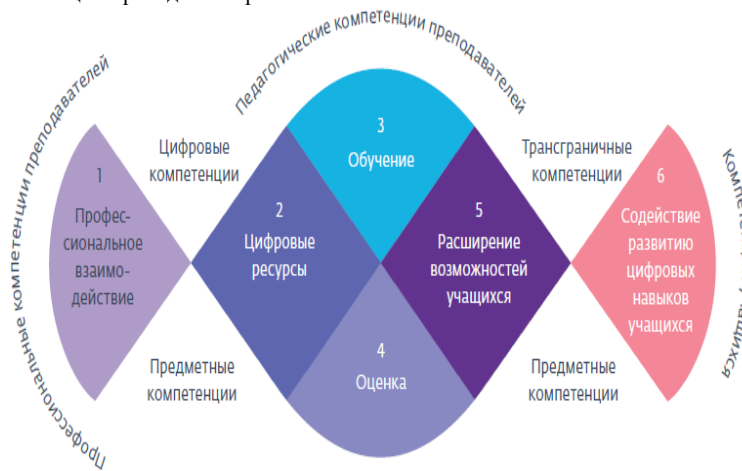 Профессиональные компетенции преподавателей
Педагогические компетенции преподавателей
1
Профес-
сиональное
взаимо-
действие
Цифровые
компетенции
Предметные
компетенции
2
Цифровые
ресурсы
3
Обучение
4
Оценка
5
Расширение
возможностей
учащихся
Трансграничные
компетенции
Предметные
компетенции
6
Содействие
развитию
цифровых
навыков
учащихся